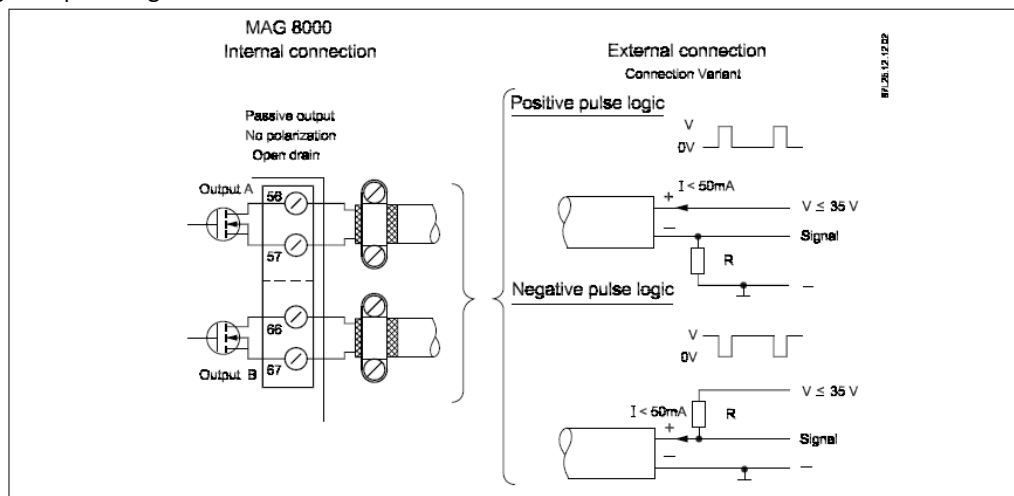 MAG 8000
Internal connection
Passive output
No polarization
Open drain
Output A
56
57
66
67
Output B
External connection
Connection Variant
Positive pulse logic
V
0V
+
I < 50mA
V ≤ 35 V
−
Signal
R
−
Negative pulse logic
V
0V
V ≤ 35 V
I < 50mA
R
+
Signal
−
−